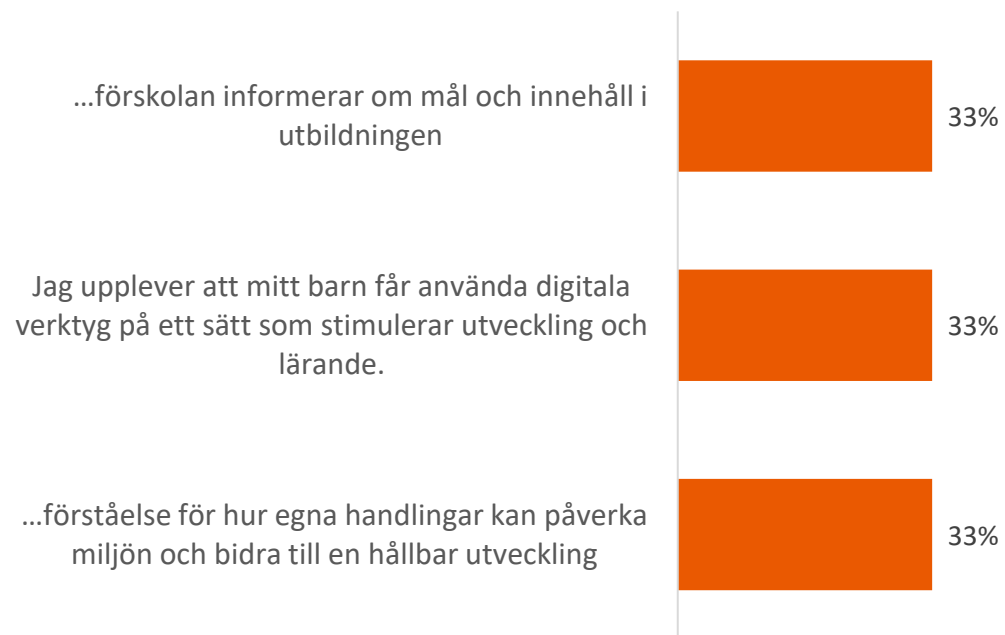 …förskolan informerar om mål och innehåll i
utbildningen
33%
Jag upplever att mitt barn får använda digitala
verktyg på ett sätt som stimulerar utveckling och
lärande.
33%
…förståelse för hur egna handlingar kan påverka
miljön och bidra till en hållbar utveckling
33%